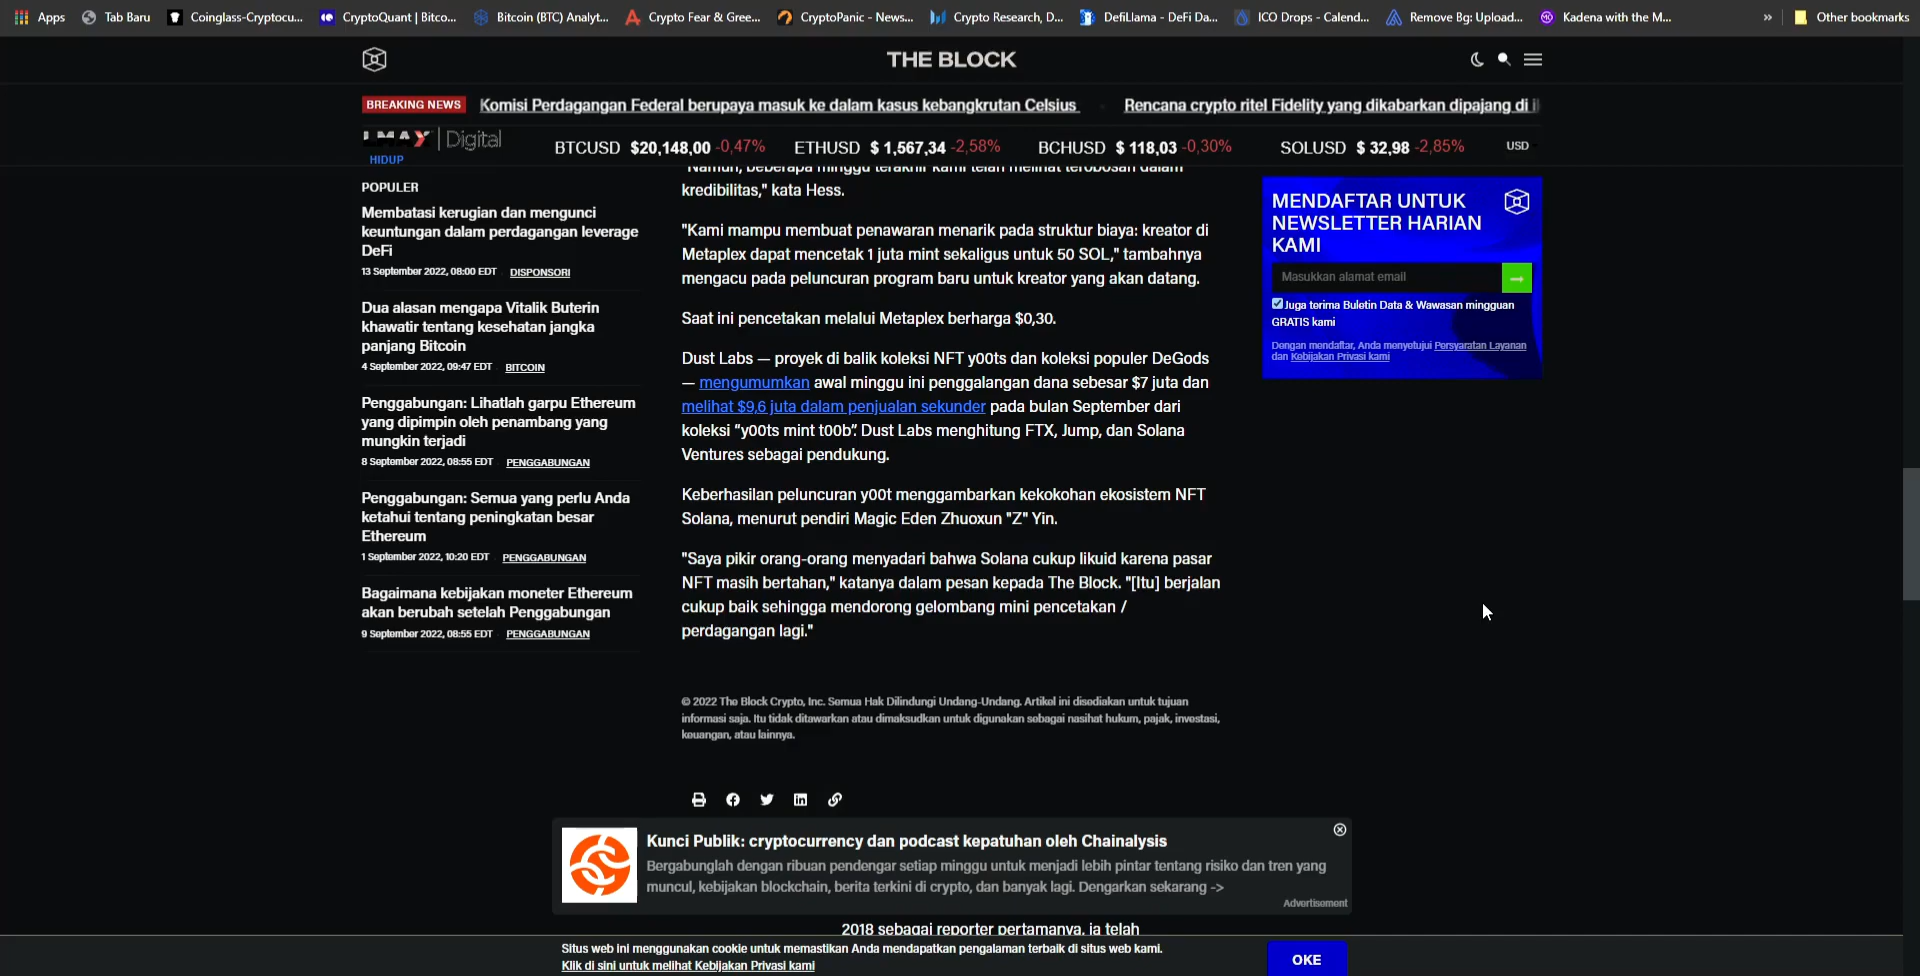 Apps Tab Baru Coinglass-Cryptocu... CryptoQuant | Bitco... Bitcoin (BTC) Analyt... Crypto Fear & Gree... CryptoPanic - News... Crypto Research, D... DefiLlama - DeFi Da... ICO Drops - Calend... Remove Bg: Upload... Kadena with the M... » Other bookmarks
THE BLOCK
BREAKING NEWS Komisi Perdagangan Federal berupaya masuk ke dalam kasus kebangkrutan Celsius Rencana crypto ritel Fidelity yang dikabarkan dipajang di
LMAX Digital
HIDUP
BTCUSD $20,148,00 -0,47% ETHUSD $ 1,567,34 -2,58% BCHUSD $ 118,03 -0,30% SOLUSD $ 32,98 -2,85% USD
POPULER
Membatasi kerugian dan mengunci
keuntungan dalam perdagangan leverage
DeFi
13 September 2022, 08:00 EDT DISPONSORI
Dua alasan mengapa Vitalik Buterin
khawatir tentang kesehatan jangka
panjang Bitcoin
4 September 2022, 09:47 EDT BITCOIN
Penggabungan: Lihatlah garpu Ethereum
yang dipimpin oleh penambang yang
mungkin terjadi
8 September 2022, 08:55 EDT PENGGABUNGAN
Penggabungan: Semua yang perlu Anda
ketahui tentang peningkatan besar
Ethereum
1 September 2022, 10:20 EDT PENGGABUNGAN
Bagaimana kebijakan moneter Ethereum
akan berubah setelah Penggabungan
9 September 2022, 08:55 EDT PENGGABUNGAN
"Namun, beberapa minggu terakhir kami telah melihat terobosan dalam
kredibilitas," kata Hess.
"Kami mampu membuat penawaran menarik pada struktur biaya: kreator di
Metaplex dapat mencetak 1 juta mint sekaligus untuk 50 SOL," tambahnya
mengacu pada peluncuran program baru untuk kreator yang akan datang.
Saat ini pencetakan melalui Metaplex berharga $0,30.
Dust Labs — proyek di balik koleksi NFT y00ts dan koleksi populer DeGods
— mengumumkan awal minggu ini penggalangan dana sebesar $7 juta dan
melihat $9,6 juta dalam penjualan sekunder pada bulan September dari
koleksi "y00ts mint t00b". Dust Labs menghitung FTX, Jump, dan Solana
Ventures sebagai pendukung.
Keberhasilan peluncuran y00t menggambarkan kekokohan ekosistem NFT
Solana, menurut pendiri Magic Eden Zhuoxun "Z" Yin.
"Saya pikir orang-orang menyadari bahwa Solana cukup likuid karena pasar
NFT masih bertahan," katanya dalam pesan kepada The Block. "[Itu] berjalan
cukup baik sehingga mendorong gelombang mini pencetakan /
perdagangan lagi."
© 2022 The Block Crypto, Inc. Semua Hak Dilindungi Undang-Undang. Artikel ini disediakan untuk tujuan
informasi saja. Itu tidak ditawarkan atau dimaksudkan untuk digunakan sebagai nasihat hukum, pajak, investasi,
keuangan, atau lainnya.
MENDAFTAR UNTUK
NEWSLETTER HARIAN
KAMI
Masukkan alamat email
Juga terima Buletin Data & Wawasan mingguan
GRATIS kami
Dengan mendaftar, Anda menyetujui Persyaratan Layanan
dan Kebijakan Privasi kami
Kunci Publik: cryptocurrency dan podcast kepatuhan oleh Chainalysis
Bergabunglah dengan ribuan pendengar setiap minggu untuk menjadi lebih pintar tentang risiko dan tren yang
muncul, kebijakan blockchain, berita terkini di crypto, dan banyak lagi. Dengarkan sekarang ->
Advertisement
2018 sebagai reporter pertamanya. ia telah
Situs web ini menggunakan cookie untuk memastikan Anda mendapatkan pengalaman terbaik di situs web kami.
Klik di sini untuk melihat Kebijakan Privasi kami
OKE